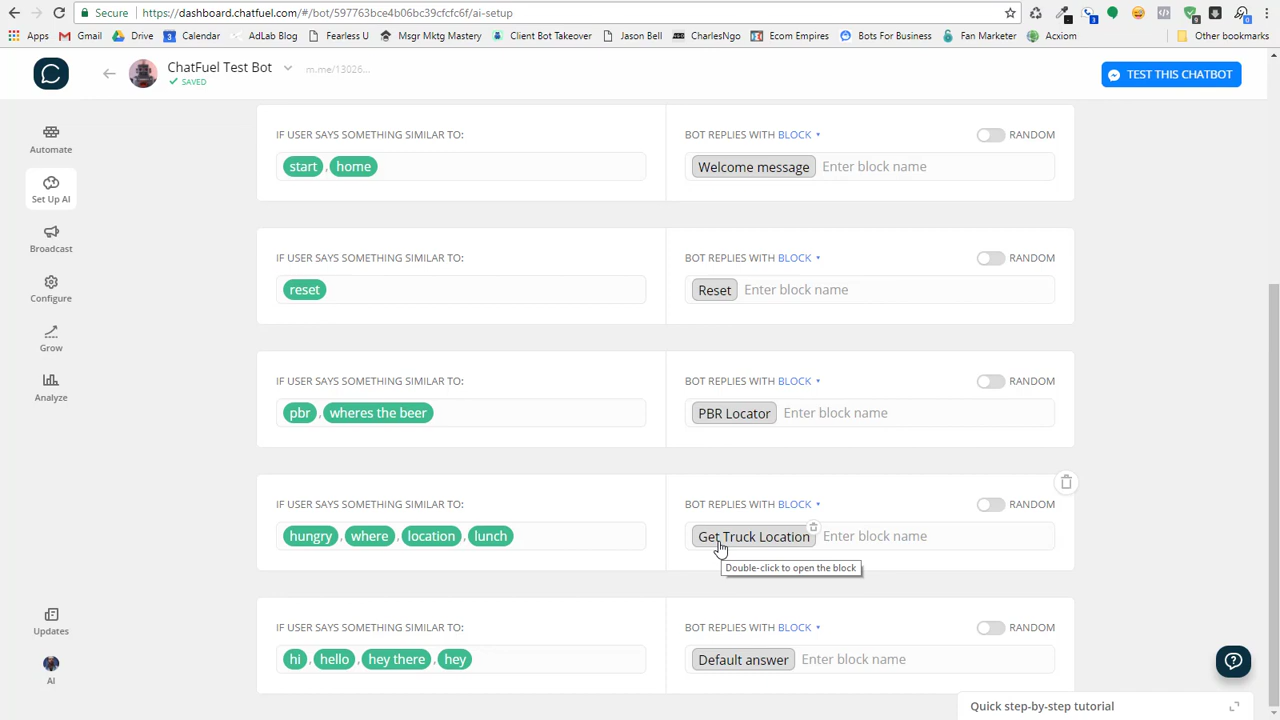 Secure https://dashboard.chatfuel.com/#/bot/597763bce4b06bc39cfcfc6f/ai-setup
Apps Gmail Drive Calendar AdLab Blog Fearless U Msgr Mktg Mastery Client Bot Takeover Jason Bell CharlesNgo Ecom Empires Bots For Business Fan Marketer Acxiom Other bookmarks
ChatFuel Test Bot m.me/13026...
SAVED
TEST THIS CHATBOT
Automate
Set Up AI
Broadcast
Configure
Grow
Analyze
Updates
AI
IF USER SAYS SOMETHING SIMILAR TO: BOT REPLIES WITH BLOCK RANDOM
start , home Welcome message Enter block name
IF USER SAYS SOMETHING SIMILAR TO: BOT REPLIES WITH BLOCK RANDOM
reset Reset Enter block name
IF USER SAYS SOMETHING SIMILAR TO: BOT REPLIES WITH BLOCK RANDOM
pbr , wheres the beer PBR Locator Enter block name
IF USER SAYS SOMETHING SIMILAR TO: BOT REPLIES WITH BLOCK RANDOM
hungry , where , location , lunch Get Truck Location Enter block name
Double-click to open the block
IF USER SAYS SOMETHING SIMILAR TO: BOT REPLIES WITH BLOCK RANDOM
hi , hello , hey there , hey Default answer Enter block name
Quick step-by-step tutorial